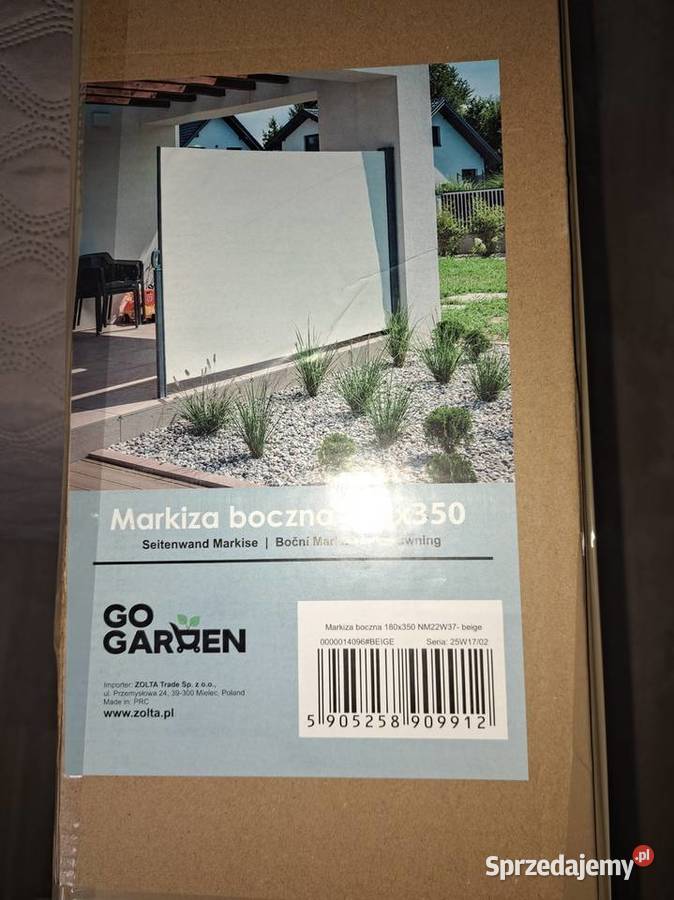 Markiza boczna x350
Seitenwand Markise | Boční awning
GO
GARDEN
Importer: ZOLTA Trade Sp. z o.o.,
ul. Przemysłowa 24, 39-300 Mielec, Poland
Made in: PRC
www.zolta.pl
Markiza boczna 180x350 NM22W37- beige
0000014096#BEIGE Seria: 25W17/02
5 905258 909912
Sprzedajemy.pl